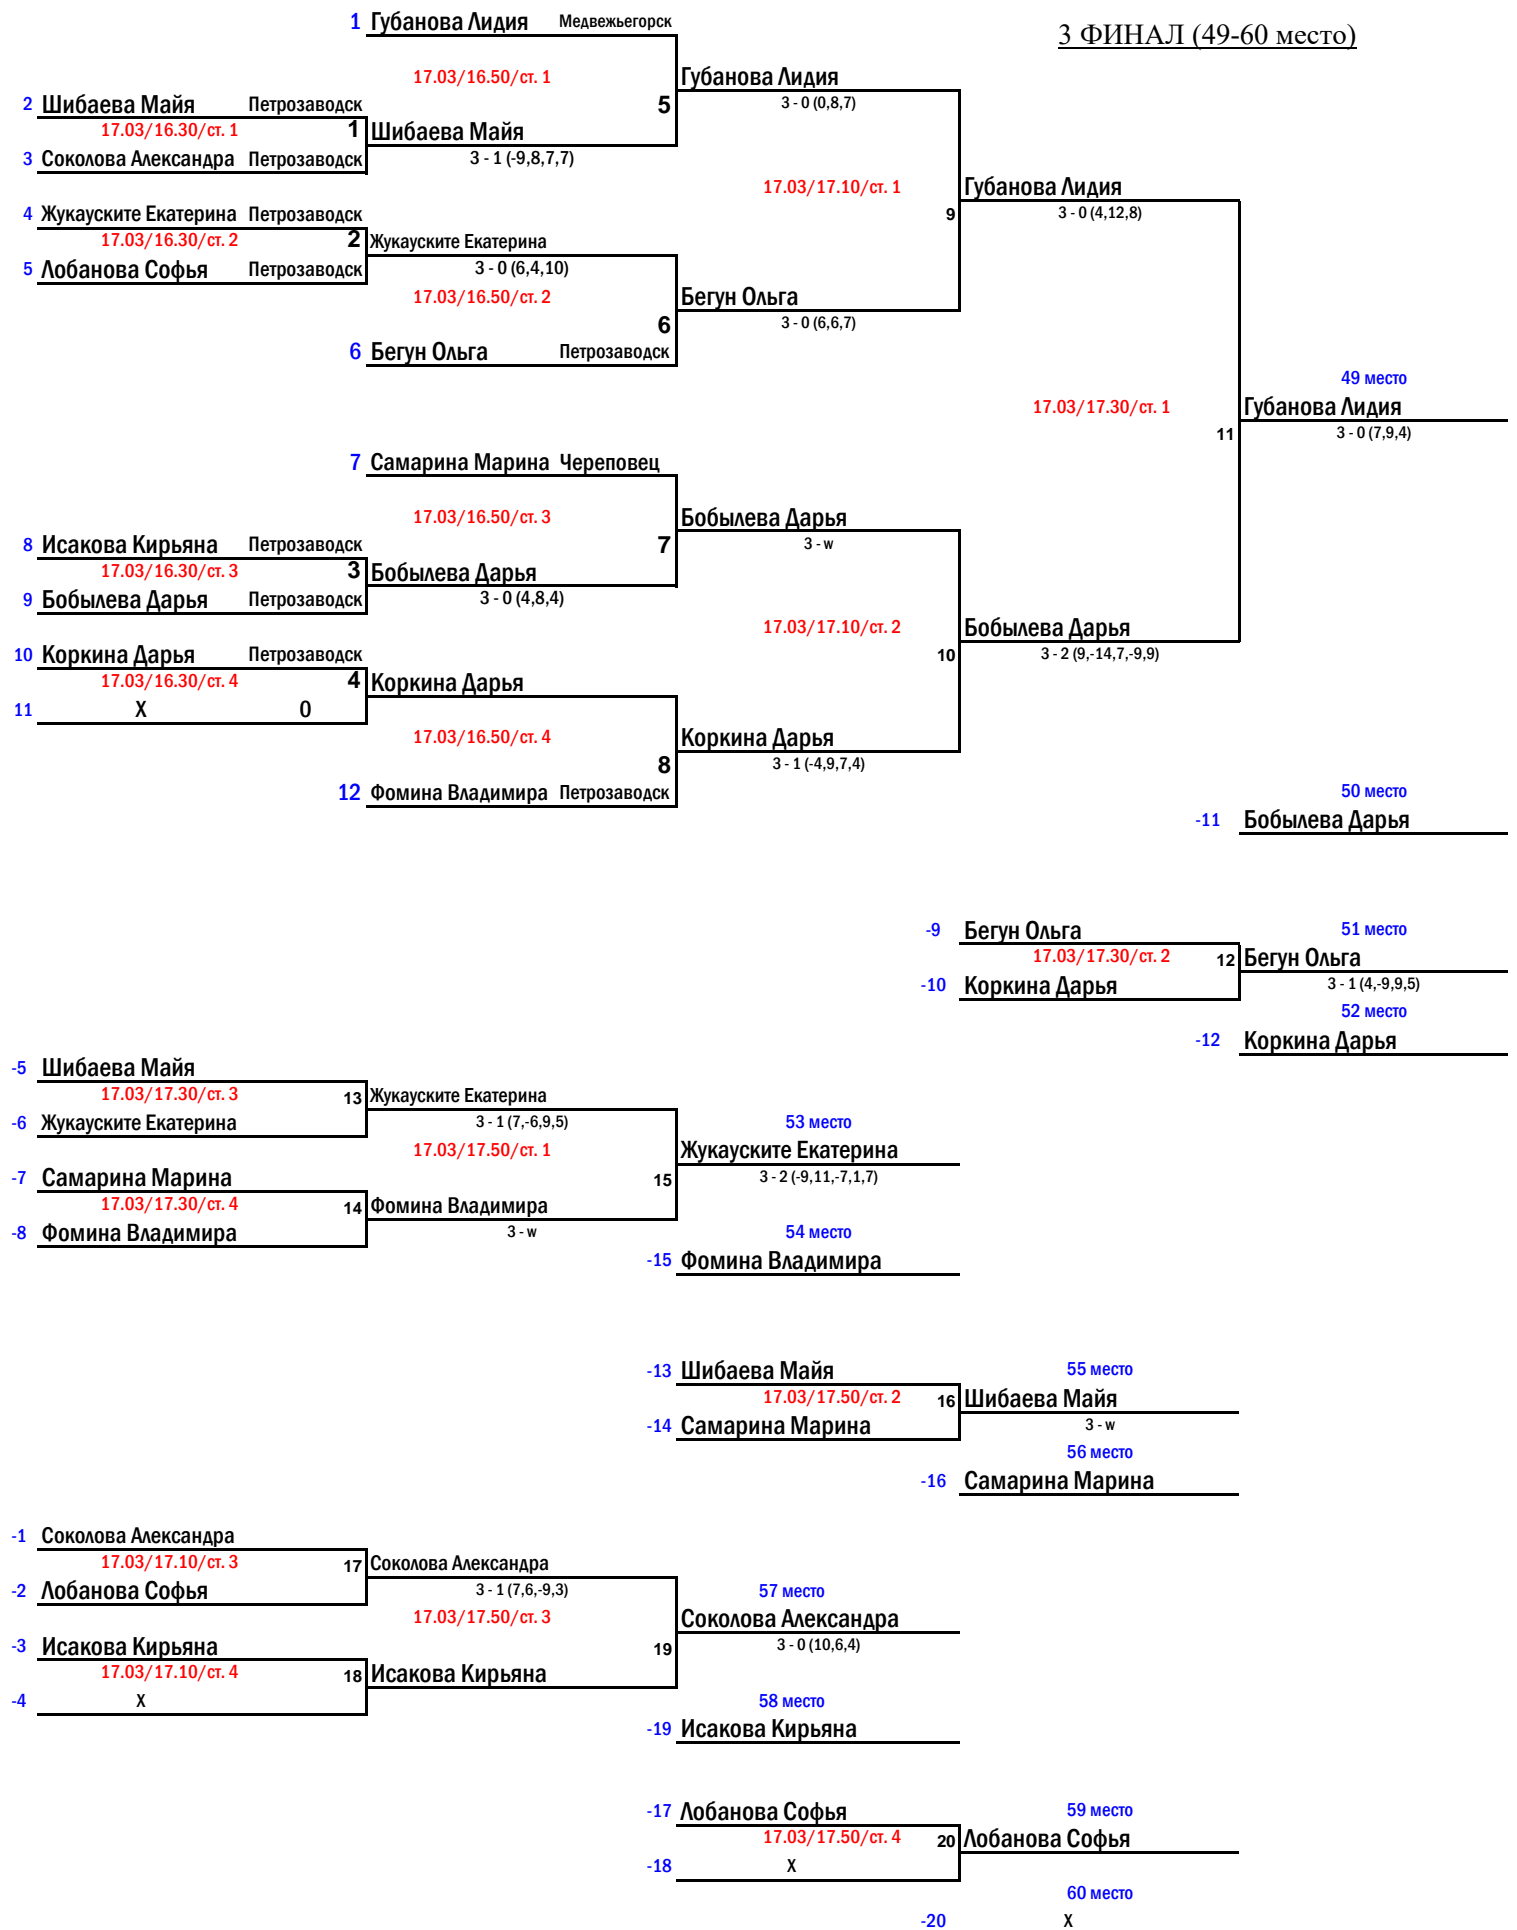 1 Губанова Лидия Медвежьегорск
3 ФИНАЛ (49-60 место)
17.03/16.50/ст. 1
Губанова Лидия
2 Шибаева Майя Петрозаводск
5
3 - 0 (0,8,7)
17.03/16.30/ст. 1
1 Шибаева Майя
3 Соколова Александра Петрозаводск
3 - 1 (-9,8,7,7)
17.03/17.10/ст. 1
Губанова Лидия
4 Жукауските Екатерина Петрозаводск
9
3 - 0 (4,12,8)
17.03/16.30/ст. 2
2 Жукауските Екатерина
5 Лобанова Софья Петрозаводск
3 - 0 (6,4,10)
17.03/16.50/ст. 2
Бегун Ольга
6
3 - 0 (6,6,7)
6 Бегун Ольга Петрозаводск
49 место
17.03/17.30/ст. 1
Губанова Лидия
11
3 - 0 (7,9,4)
7 Самарина Марина Череповец
17.03/16.50/ст. 3
Бобылева Дарья
8 Исакова Кирьяна Петрозаводск
7
3 - w
17.03/16.30/ст. 3
3 Бобылева Дарья
9 Бобылева Дарья Петрозаводск
3 - 0 (4,8,4)
17.03/17.10/ст. 2
Бобылева Дарья
10 Коркина Дарья Петрозаводск
10
3 - 2 (9,-14,7,-9,9)
17.03/16.30/ст. 4
4 Коркина Дарья
11 X 0
17.03/16.50/ст. 4
Коркина Дарья
8
3 - 1 (-4,9,7,4)
12 Фомина Владимира Петрозаводск
50 место
-11 Бобылева Дарья
-9 Бегун Ольга
51 место
17.03/17.30/ст. 2
12 Бегун Ольга
-10 Коркина Дарья
3 - 1 (4,-9,9,5)
52 место
-12 Коркина Дарья
-5 Шибаева Майя
17.03/17.30/ст. 3
13 Жукауските Екатерина
-6 Жукауските Екатерина
3 - 1 (7,-6,9,5)
53 место
17.03/17.50/ст. 1
Жукауските Екатерина
-7 Самарина Марина
15
3 - 2 (-9,11,-7,1,7)
17.03/17.30/ст. 4
14 Фомина Владимира
-8 Фомина Владимира
3 - w
54 место
-15 Фомина Владимира
-13 Шибаева Майя
55 место
17.03/17.50/ст. 2
16 Шибаева Майя
-14 Самарина Марина
3 - w
56 место
-16 Самарина Марина
-1 Соколова Александра
17.03/17.10/ст. 3
17 Соколова Александра
-2 Лобанова Софья
3 - 1 (7,6,-9,3)
57 место
17.03/17.50/ст. 3
Соколова Александра
-3 Исакова Кирьяна
19
3 - 0 (10,6,4)
17.03/17.10/ст. 4
18 Исакова Кирьяна
-4 X
58 место
-19 Исакова Кирьяна
-17 Лобанова Софья
59 место
17.03/17.50/ст. 4
20 Лобанова Софья
-18 X
60 место
-20 X